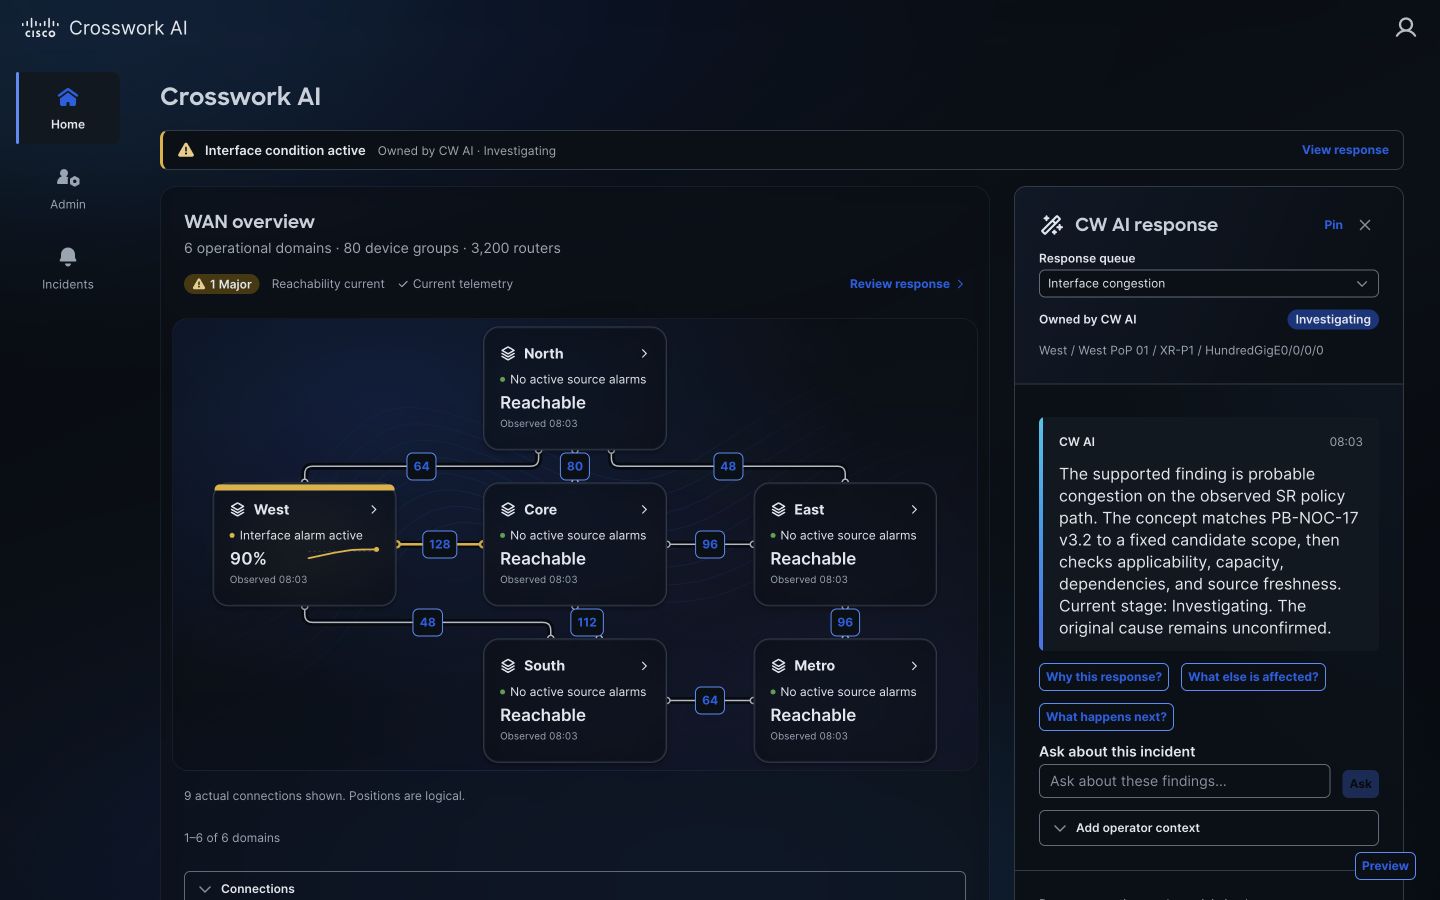 CISCO
Crosswork AI
Home
Admin
Incidents
Crosswork AI
Interface condition active Owned by CW AI · Investigating
View response
WAN overview
6 operational domains · 80 device groups · 3,200 routers
1 Major
Reachability current
Current telemetry
Review response
North
No active source alarms
Reachable
Observed 08:03
64
80
48
West
Interface alarm active
90%
Observed 08:03
128
Core
No active source alarms
Reachable
Observed 08:03
96
East
No active source alarms
Reachable
Observed 08:03
48
112
96
South
No active source alarms
Reachable
Observed 08:03
64
Metro
No active source alarms
Reachable
Observed 08:03
9 actual connections shown. Positions are logical.
1–6 of 6 domains
Connections
CW AI response
Pin
Response queue
Interface congestion
Owned by CW AI
Investigating
West / West PoP 01 / XR-P1 / HundredGigE0/0/0/0
CW AI
08:03
The supported finding is probable
congestion on the observed SR policy
path. The concept matches PB-NOC-17
v3.2 to a fixed candidate scope, then
checks applicability, capacity,
dependencies, and source freshness.
Current stage: Investigating. The
original cause remains unconfirmed.
Why this response?
What else is affected?
What happens next?
Ask about this incident
Ask about these findings...
Ask
Add operator context
Preview